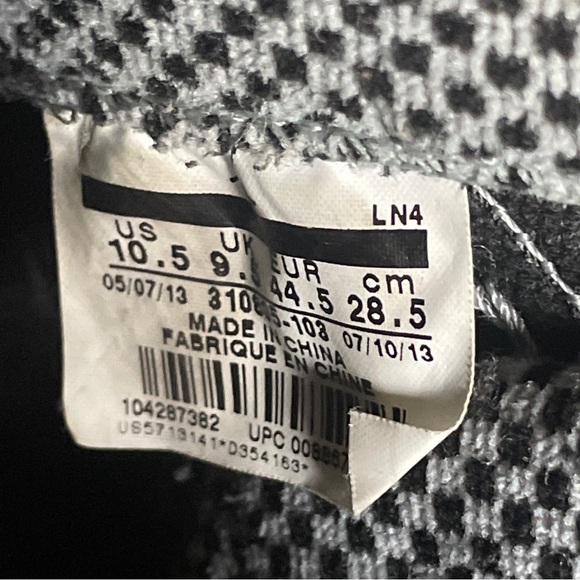 LN4
US UK EUR cm
10.5 9.5 44.5 28.5
05/07/13 07/10/13
MADE IN CHINA
FABRIQUE EN CHINE
104287382 UPC
US5713141*D354163*